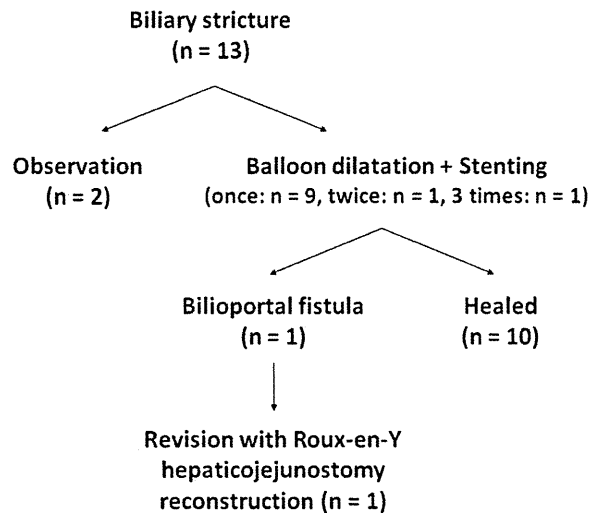 Biliary stricture
(n = 13)
Observation
(n = 2)
Balloon dilatation + Stenting
(once: n = 9, twice: n = 1, 3 times: n = 1)
Bilioportal fistula
(n = 1)
Healed
(n = 10)
Revision with Roux-en-Y
hepaticojejunostomy
reconstruction (n = 1)